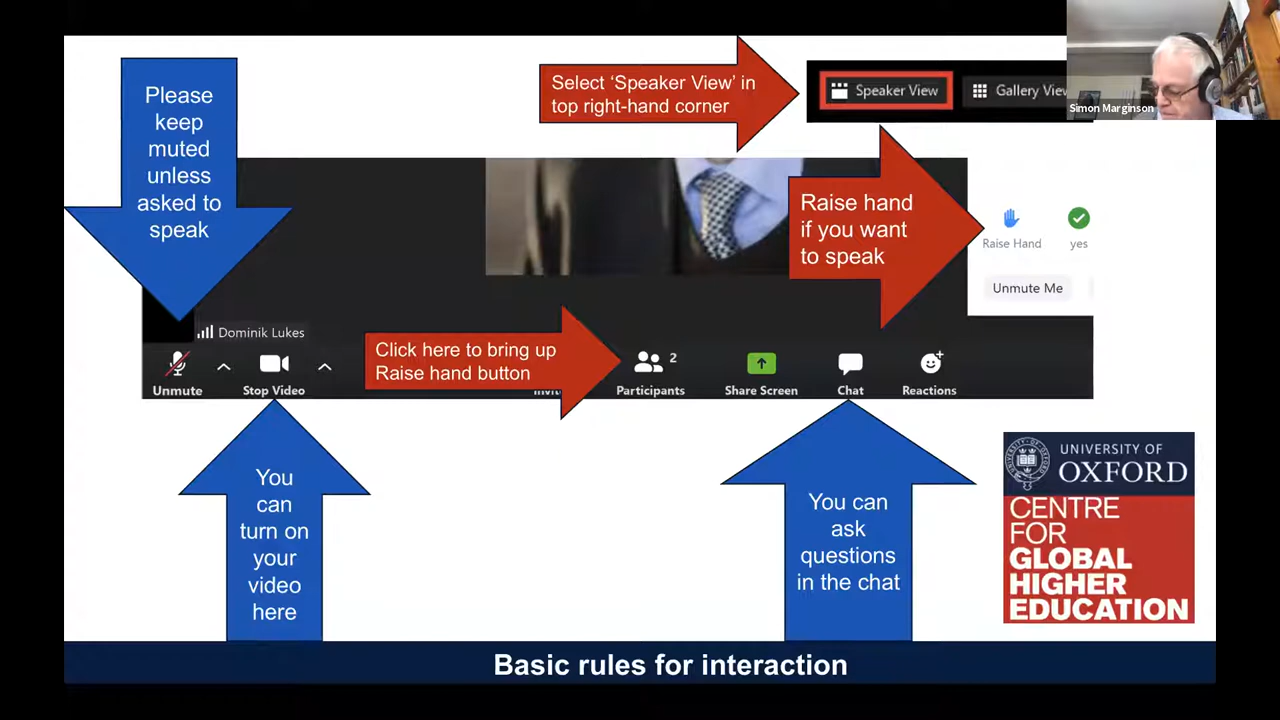 Please
keep
muted
unless
asked to
speak
Select ‘Speaker View’ in
top right-hand corner
Speaker View
Gallery View
Simon Marginson
Raise hand
if you want
to speak
Raise Hand
yes
Unmute Me
Dominik Lukes
Click here to bring up
Raise hand button
2
Unmute
Stop Video
Participants
Share Screen
Chat
Reactions
You
can
turn on
your
video
here
You can
ask
questions
in the chat
UNIVERSITY OF
OXFORD
CENTRE
FOR
GLOBAL
HIGHER
EDUCATION
Basic rules for interaction